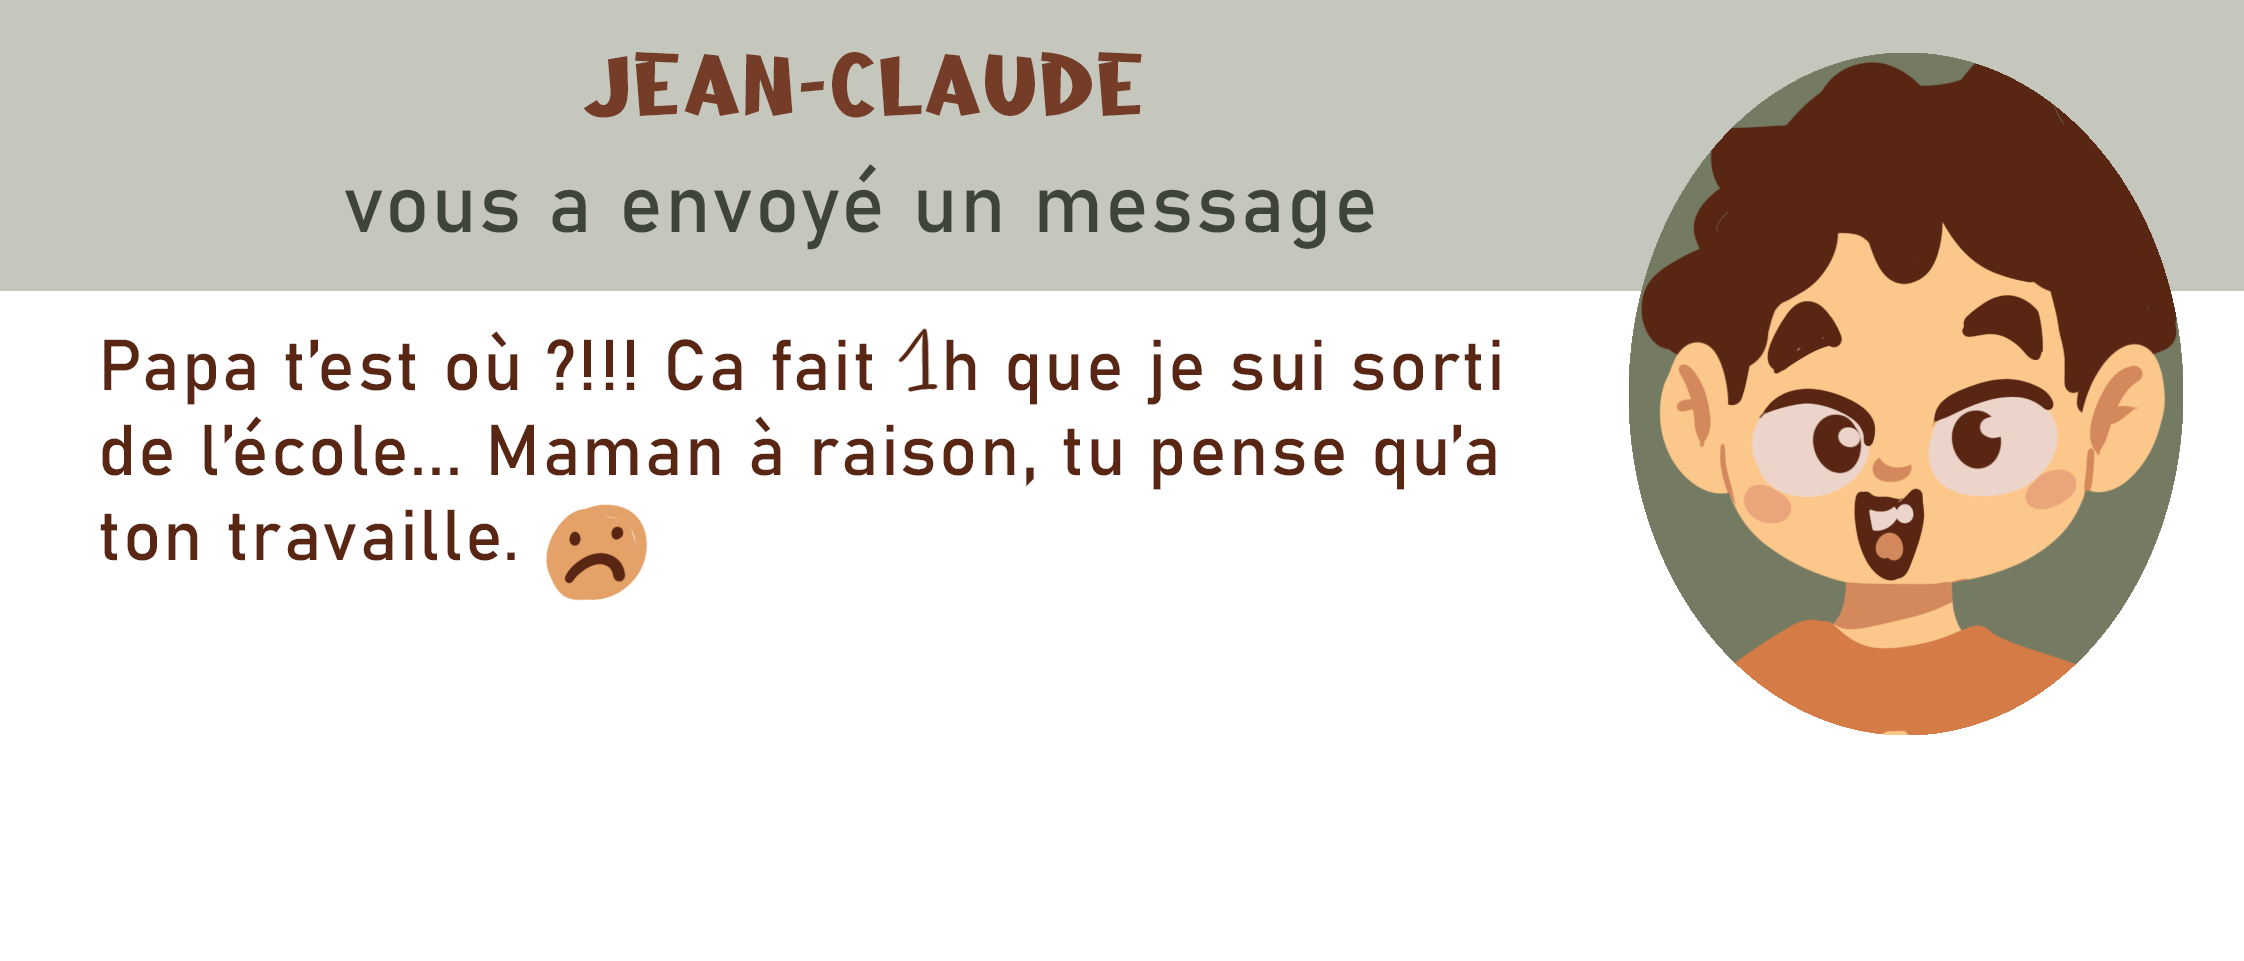 JEAN-CLAUDE
vous a envoyé un message
Papa t'est où ?!!! Ca fait 1h que je sui sorti
de l'école... Maman à raison, tu pense qu'a
ton travaille.